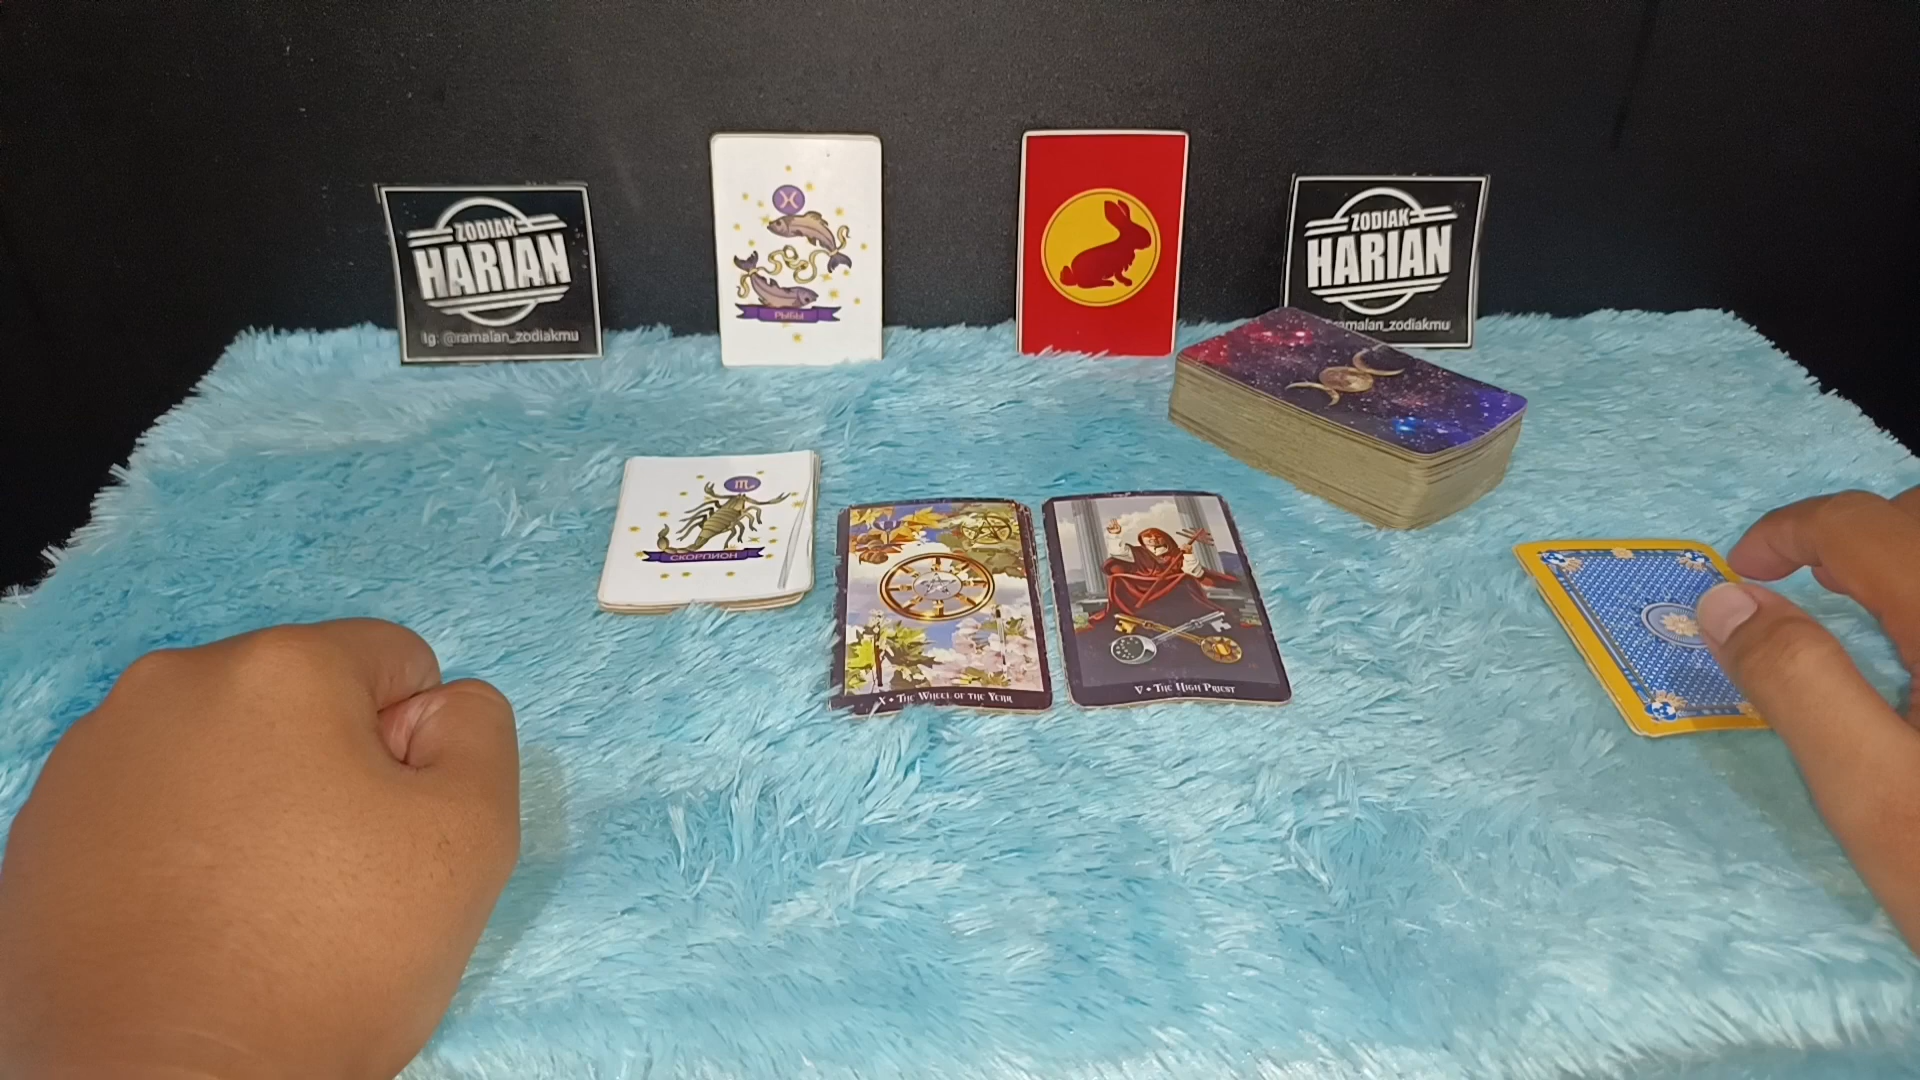 ZODIAK
HARIAN
Ig: @ramalan_zodiakmu
РЫБЫ
ZODIAK
HARIAN
ramalan_zodiakmu
СКОРПИОН
X • THE WHEEL OF THE YEAR
V • THE HIGH PRIEST